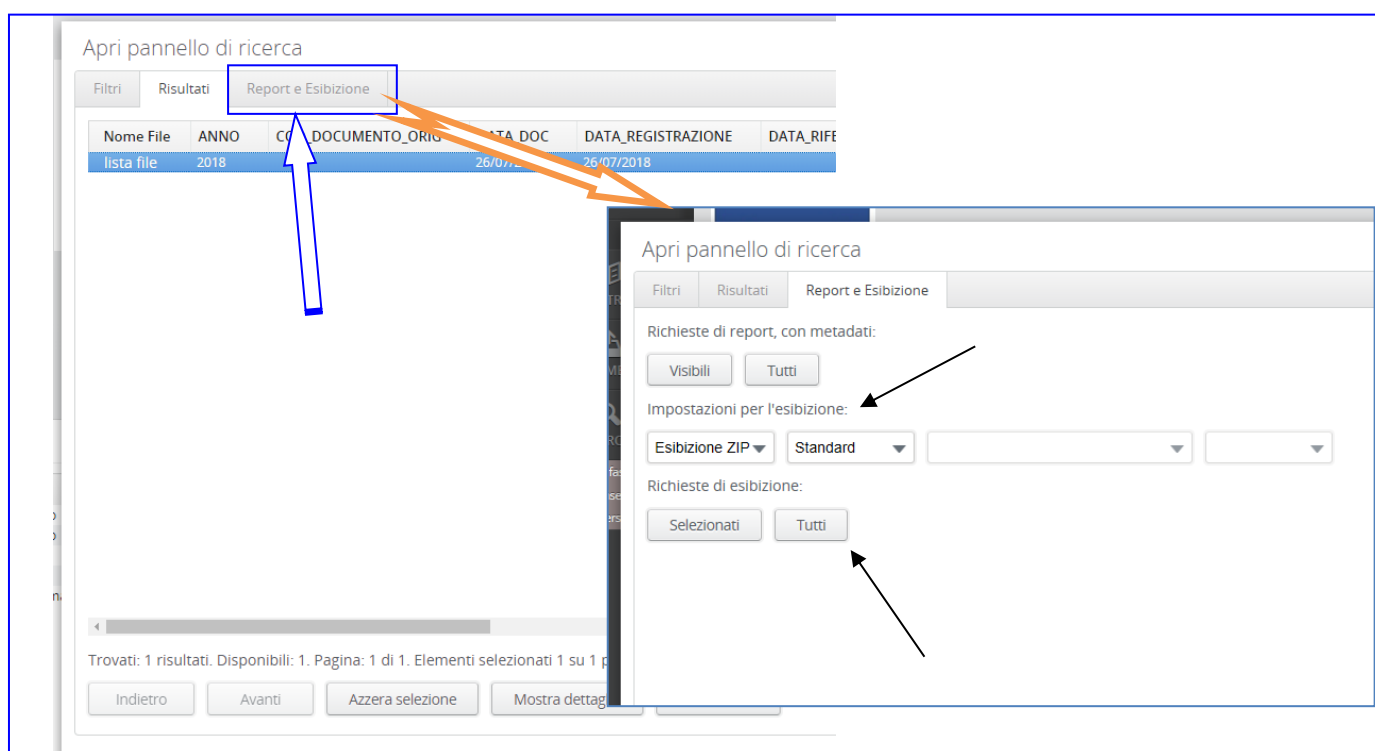 Apri pannello di ricerca
Filtri Risultati Report e Esibizione
Nome File ANNO DATA_REGISTRAZIONE
lista file 2018 26/07/2018
Trovati: 1 risultati. Disponibili: 1. Pagina: 1 di 1. Elementi selezionati 1 su 1
Indietro Avanti Azzera selezione Mostra
Apri pannello di ricerca
Filtri Risultati Report e Esibizione
Richieste di report, con metadati:
Visibili Tutti
Impostazioni per l'esibizione:
Esibizione ZIP Standard
Richieste di esibizione:
Selezionati Tutti